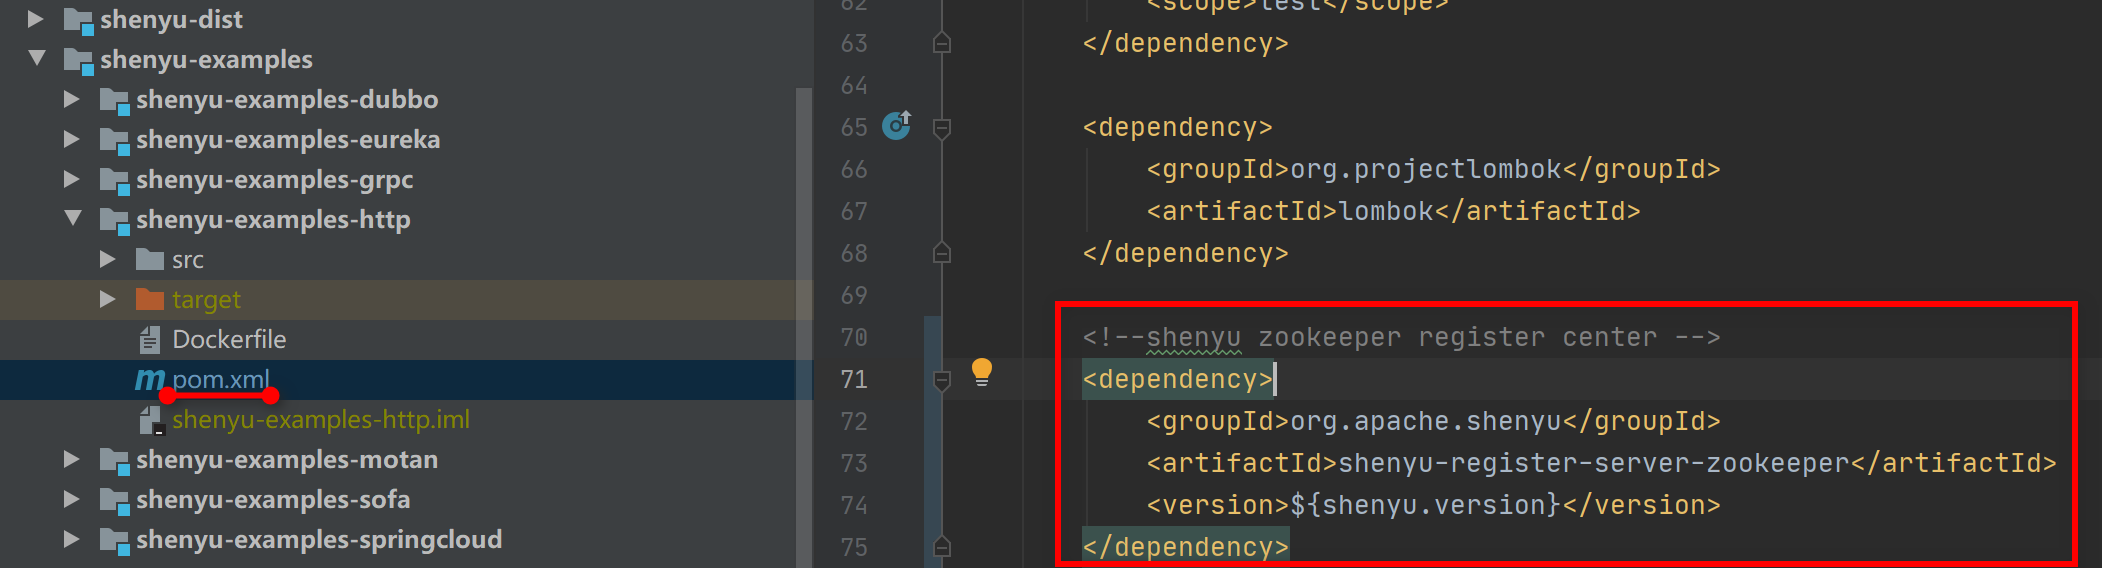 shenyu-dist
shenyu-examples
shenyu-examples-dubbo
shenyu-examples-eureka
shenyu-examples-grpc
shenyu-examples-http
src
target
Dockerfile
pom.xml
shenyu-examples-http.iml
shenyu-examples-motan
shenyu-examples-sofa
shenyu-examples-springcloud
62 <scope>test</scope>
63 </dependency>
64
65 <dependency>
66 <groupId>org.projectlombok</groupId>
67 <artifactId>lombok</artifactId>
68 </dependency>
69
70 <!--shenyu zookeeper register center -->
71 <dependency>
72 <groupId>org.apache.shenyu</groupId>
73 <artifactId>shenyu-register-server-zookeeper</artifactId>
74 <version>${shenyu.version}</version>
75 </dependency>